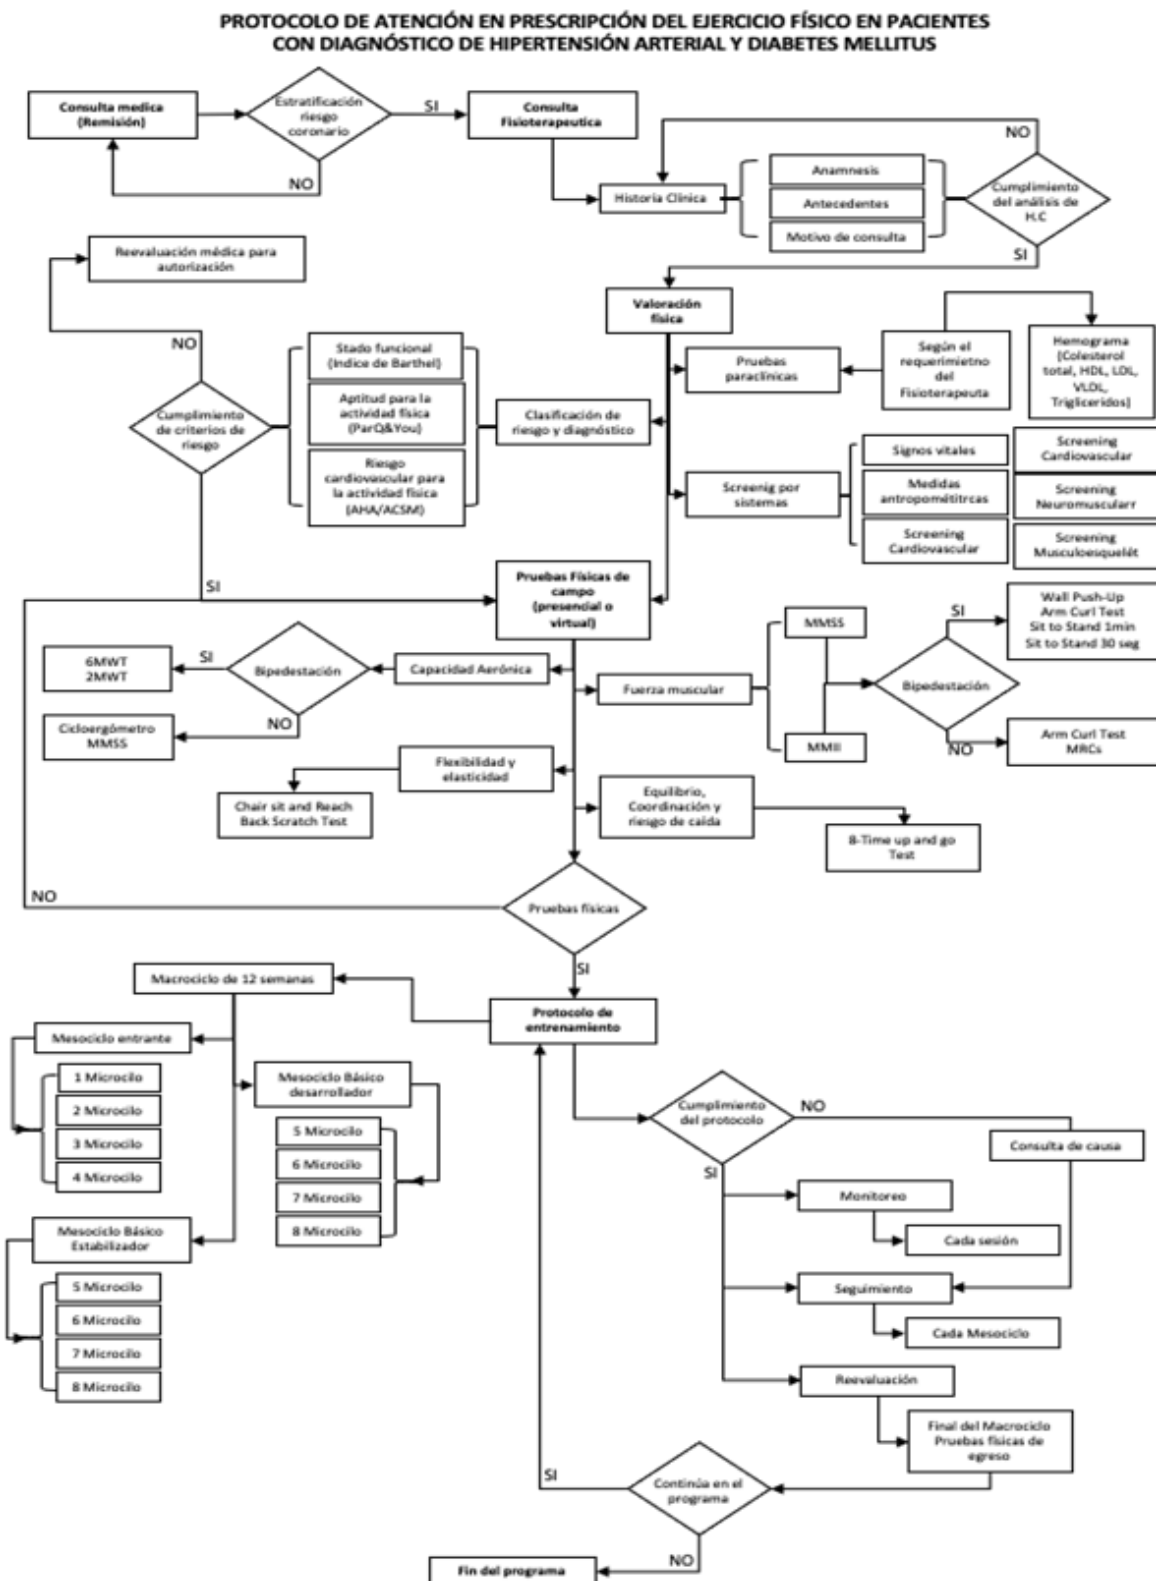 PROTOCOLO DE ATENCIÓN EN PRESCRIPCIÓN DEL EJERCICIO FÍSICO EN PACIENTES
CON DIAGNÓSTICO DE HIPERTENSIÓN ARTERIAL Y DIABETES MELLITUS
Consulta medica
(Remisión)
Estratificación
riesgo
coronario
SI
NO
Consulta
Fisioterapeutica
Historia Clínica
Anamnesis
Antecedentes
Motivo de consulta
NO
Cumplimiento
del análisis de
H.C
SI
Reevaluación médica para
autorización
NO
Valoración
física
Pruebas
paraclínicas
Según el
requerimietno
del
Fisioterapeuta
Hemograma
(Colesterol
total, HDL, LDL,
VLDL,
Trigliceridos)
Cumplimiento
de criterios de
riesgo
Stado funcional
(Indice de Barthel)
Aptitud para la
actividad física
(ParQ&You)
Riesgo
cardiovascular para
la actividad física
(AHA/ACSM)
Clasificación de
riesgo y diagnóstico
Screenig por
sistemas
Signos vitales
Medidas
antropométitrcas
Screening
Cardiovascular
Screening
Cardiovascular
Screening
Neuromuscularr
Screening
Musculoesquelét
SI
Pruebas Físicas de
campo
(presencial o
virtual)
6MWT
2MWT
SI
Bipedestación
Capacidad Aerónica
NO
Cicloergómetro
MMSS
Fuerza muscular
MMSS
MMII
Bipedestación
SI
Wall Push-Up
Arm Curl Test
Sit to Stand 1min
Sit to Stand 30 seg
NO
Arm Curl Test
MRCs
Flexibilidad y
elasticidad
Chair sit and Reach
Back Scratch Test
Equilibrio,
Coordinación y
riesgo de caída
8-Time up and go
Test
NO
Pruebas físicas
SI
Macrociclo de 12 semanas
Protocolo de
entrenamiento
Mesociclo entrante
1 Microcilo
2 Microcilo
3 Microcilo
4 Microcilo
Mesociclo Básico
desarrollador
5 Microcilo
6 Microcilo
7 Microcilo
8 Microcilo
Mesociclo Básico
Estabilizador
5 Microcilo
6 Microcilo
7 Microcilo
8 Microcilo
Cumplimiento
del protocolo
NO
Consulta de causa
SI
Monitoreo
Cada sesión
Seguimiento
Cada Mesociclo
Reevaluación
Final del Macrociclo
Pruebas físicas de
egreso
SI
Continúa en el
programa
NO
Fin del programa